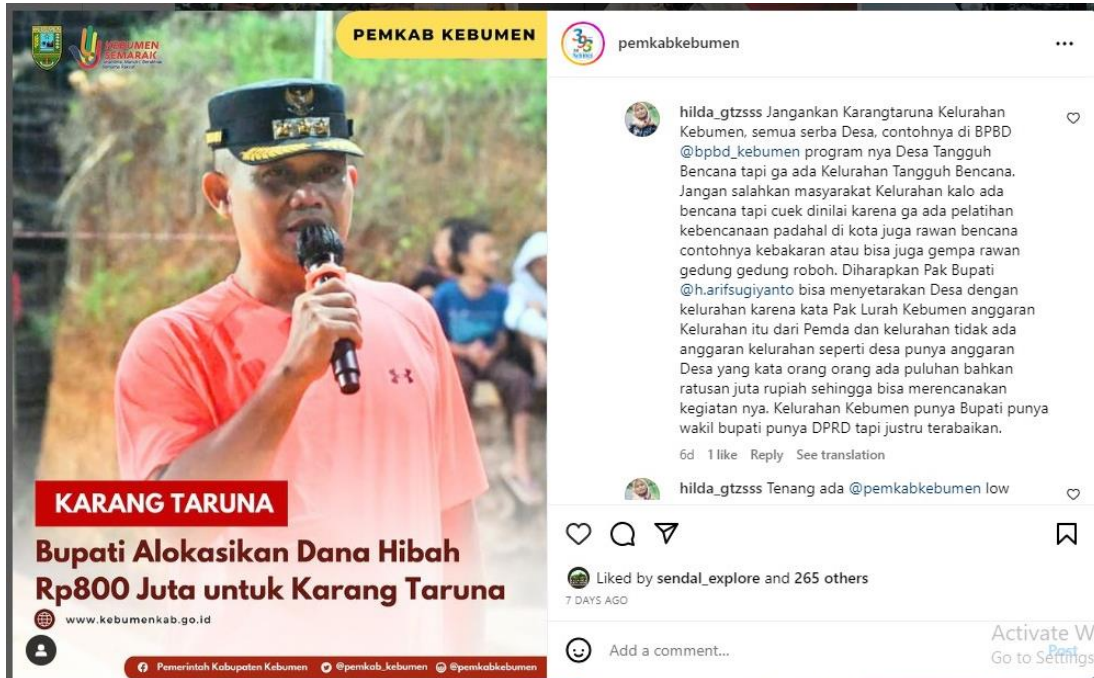 KEBUMEN
SEMARAK
PEMKAB KEBUMEN
KARANG TARUNA
Bupati Alokasikan Dana Hibah
Rp800 Juta untuk Karang Taruna
www.kebumenkab.go.id
Pemerintah Kabupaten Kebumen @pemkab_kebumen @pemkabkebumen
pemkabkebumen
hilda_gtzsss Jangankan Karangtaruna Kelurahan
Kebumen, semua serba Desa, contohnya di BPBD
@bpbd_kebumen program nya Desa Tangguh
Bencana tapi ga ada Kelurahan Tangguh Bencana.
Jangan salahkan masyarakat Kelurahan kalo ada
bencana tapi cuek dinilai karena ga ada pelatihan
kebencanaan padahal di kota juga rawan bencana
contohnya kebakaran atau bisa juga gempa rawan
gedung gedung roboh. Diharapkan Pak Bupati
@h.arifsugiyanto bisa menyetarakan Desa dengan
kelurahan karena kata Pak Lurah Kebumen anggaran
Kelurahan itu dari Pemda dan kelurahan tidak ada
anggaran kelurahan seperti desa punya anggaran
Desa yang kata orang orang ada puluhan bahkan
ratusan juta rupiah sehingga bisa merencanakan
kegiatan nya. Kelurahan Kebumen punya Bupati punya
wakil bupati punya DPRD tapi justru terabaikan.
6d 1 like Reply See translation
hilda_gtzsss Tenang ada @pemkabkebumen low
Liked by sendal_explore and 265 others
7 DAYS AGO
Add a comment...
Post
Activate W
Go to Settings